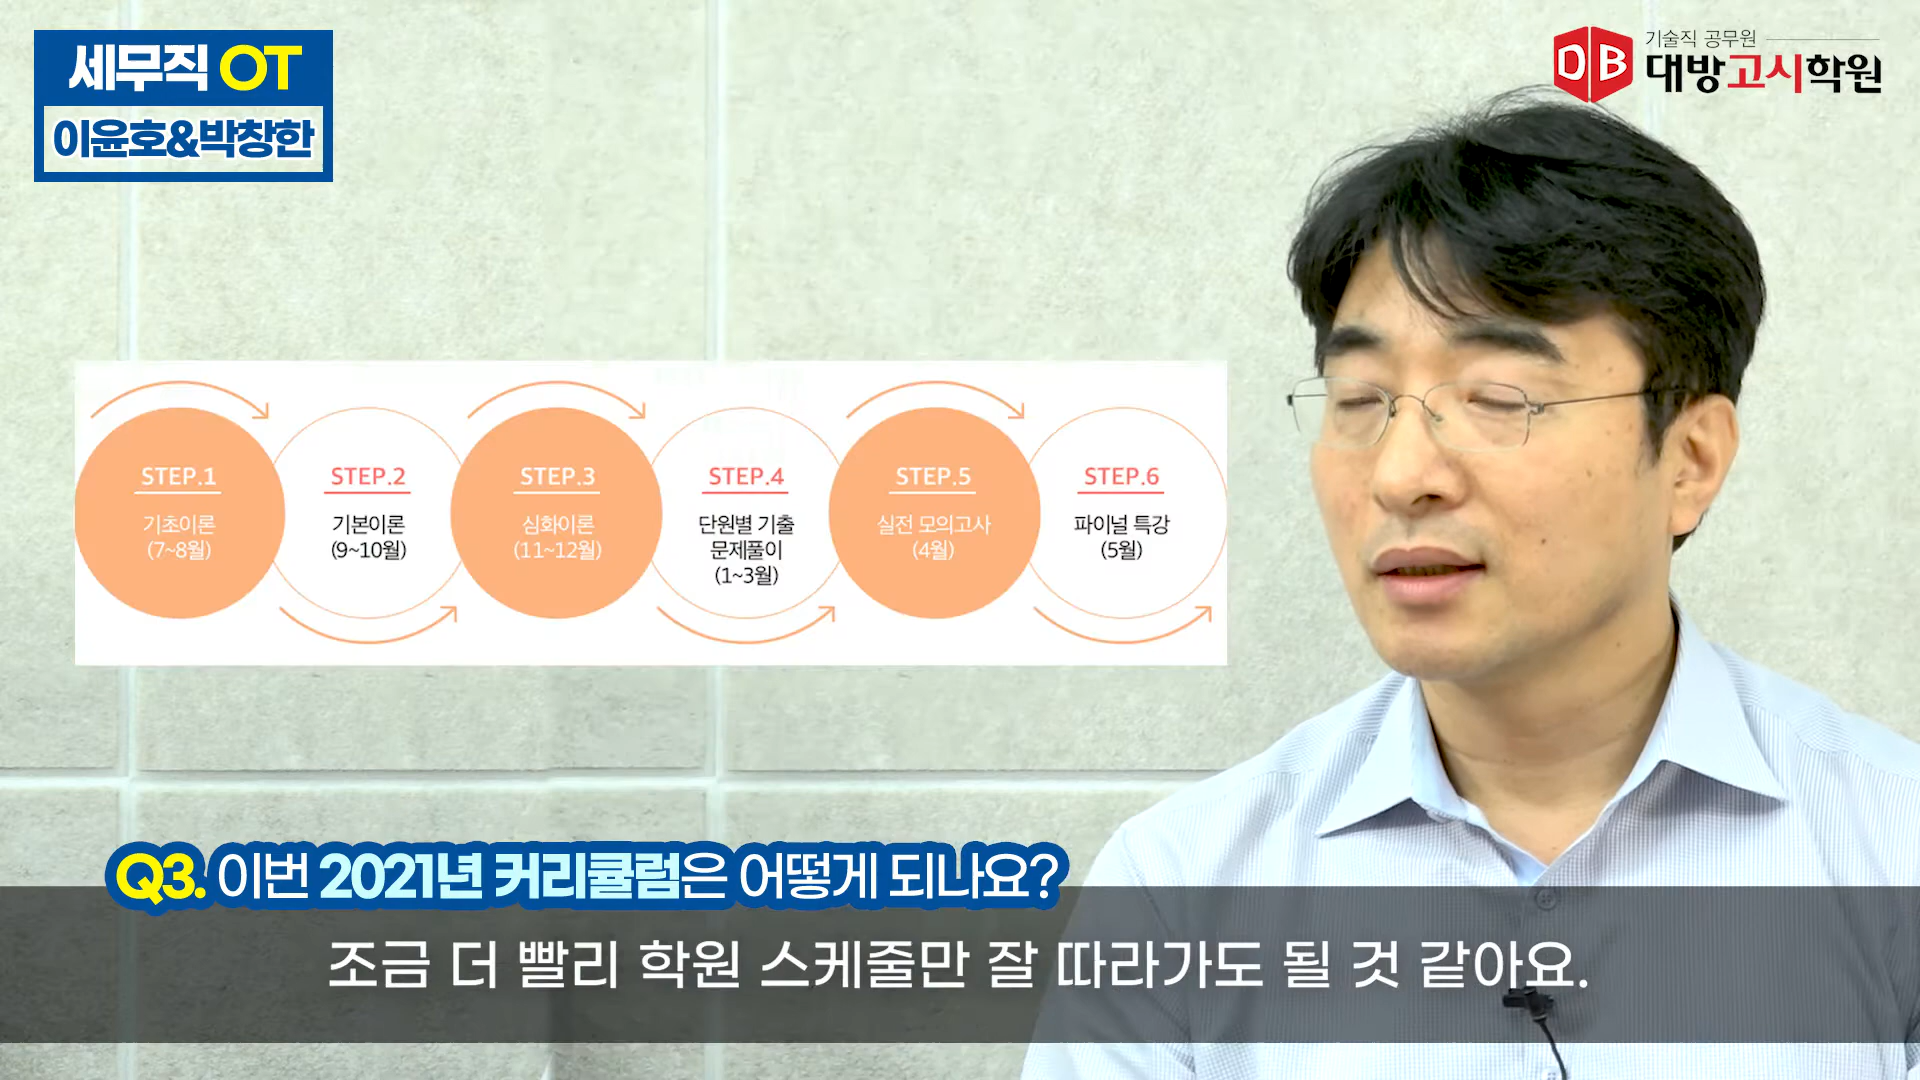 세무직 OT
이윤호&박창한
기술직 공무원
DB 대방고시학원
STEP.1
기초이론
(7~8월)
STEP.2
기본이론
(9~10월)
STEP.3
심화이론
(11~12월)
STEP.4
단원별 기출
문제풀이
(1~3월)
STEP.5
실전 모의고사
(4월)
STEP.6
파이널 특강
(5월)
Q3. 이번 2021년 커리큘럼은 어떻게 되나요?
조금 더 빨리 학원 스케줄만 잘 따라가도 될 것 같아요.